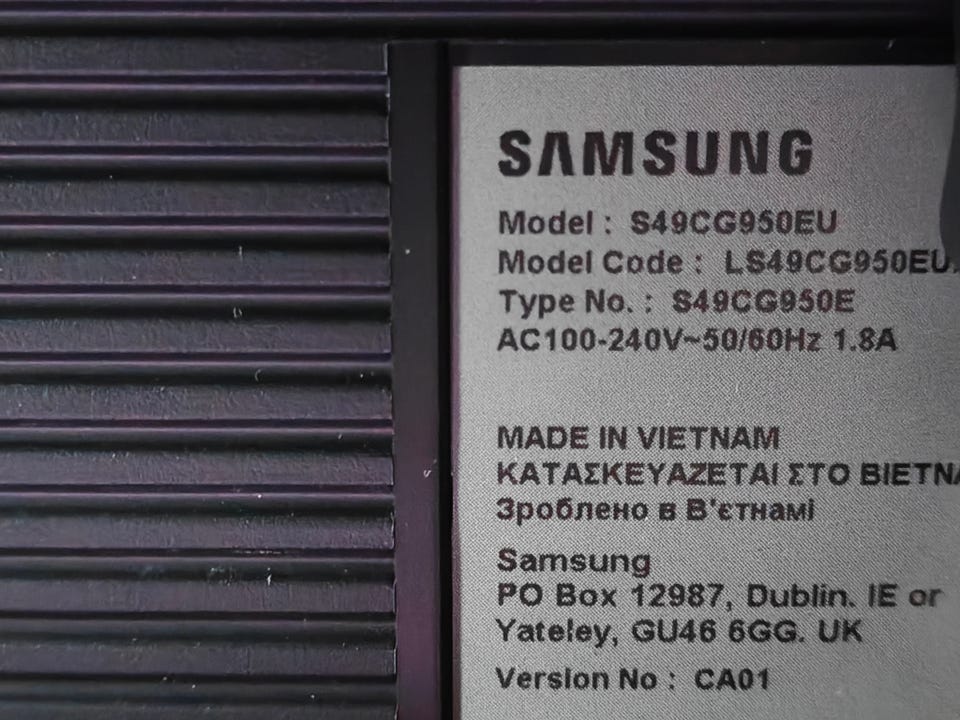 SAMSUNG
Model : S49CG950EU
Model Code : LS49CG950EU
Type No. : S49CG950E
AC100-240V~50/60Hz 1.8A
MADE IN VIETNAM
ΚΑΤΑΣΚΕΥΑΖΕΤΑΙ ΣΤΟ ΒΙΕΤΝΑ
Зроблено в В'єтнамі
Samsung
PO Box 12987, Dublin. IE or
Yateley, GU46 6GG. UK
Version No : CA01